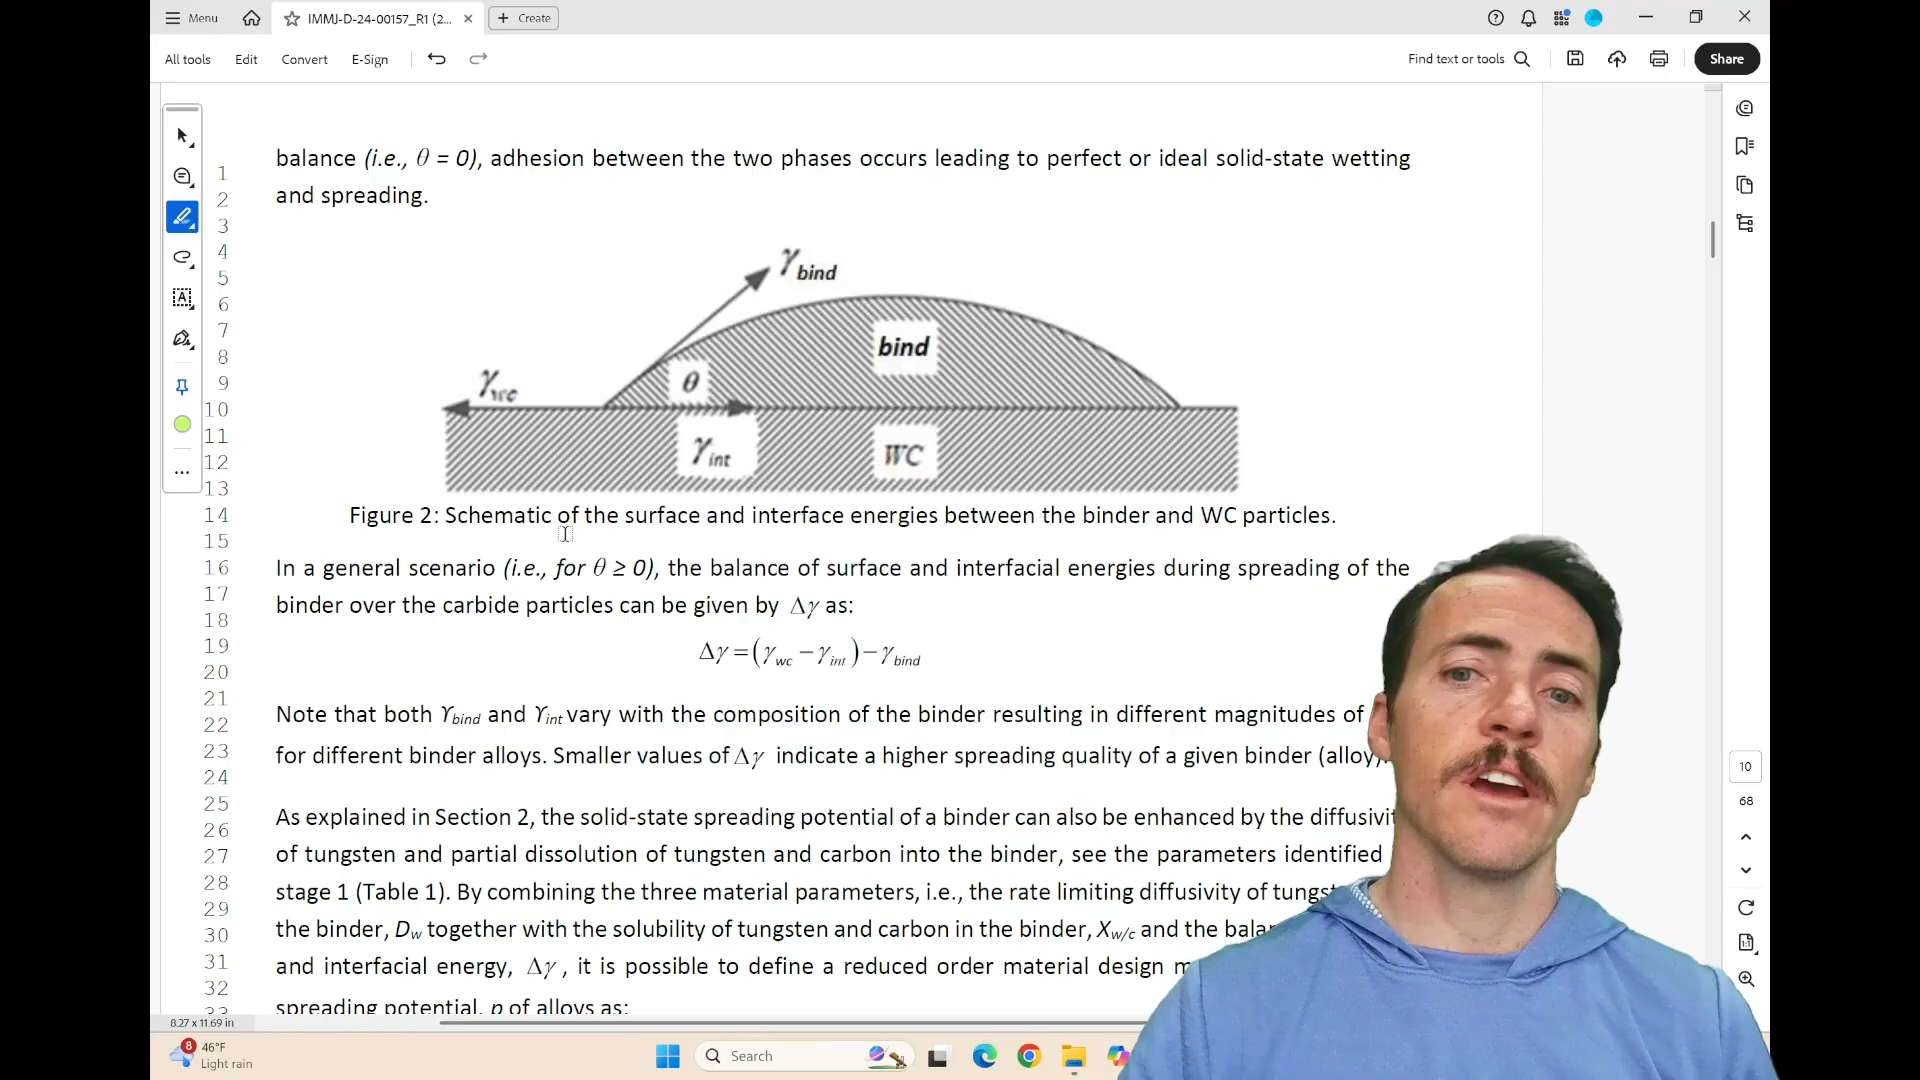 Menu
IMMJ-D-24-00157_R1 (2...
Create
All tools
Edit
Convert
E-Sign
Find text or tools
Share
balance (i.e., θ = 0), adhesion between the two phases occurs leading to perfect or ideal solid-state wetting
and spreading.
γbind
bind
γwc
θ
γint
WC
Figure 2: Schematic of the surface and interface energies between the binder and WC particles.
In a general scenario (i.e., for θ ≥ 0), the balance of surface and interfacial energies during spreading of the
binder over the carbide particles can be given by Δγ as:
Δγ=(γwc −γint)−γbind
Note that both ϒbind and ϒint vary with the composition of the binder resulting in different magnitudes of
for different binder alloys. Smaller values of Δγ indicate a higher spreading quality of a given binder (alloy).
As explained in Section 2, the solid-state spreading potential of a binder can also be enhanced by the diffusivit
of tungsten and partial dissolution of tungsten and carbon into the binder, see the parameters identified
stage 1 (Table 1). By combining the three material parameters, i.e., the rate limiting diffusivity of tungst
the binder, Dw together with the solubility of tungsten and carbon in the binder, Xw/c and the bala
and interfacial energy, Δγ, it is possible to define a reduced order material design m
spreading potential, p of alloys as:
1
2
3
4
5
6
7
8
9
10
11
12
13
14
15
16
17
18
19
20
21
22
23
24
25
26
27
28
29
30
31
32
33
10
68
8.27 x 11.69 in
8
46°F
Light rain
Search